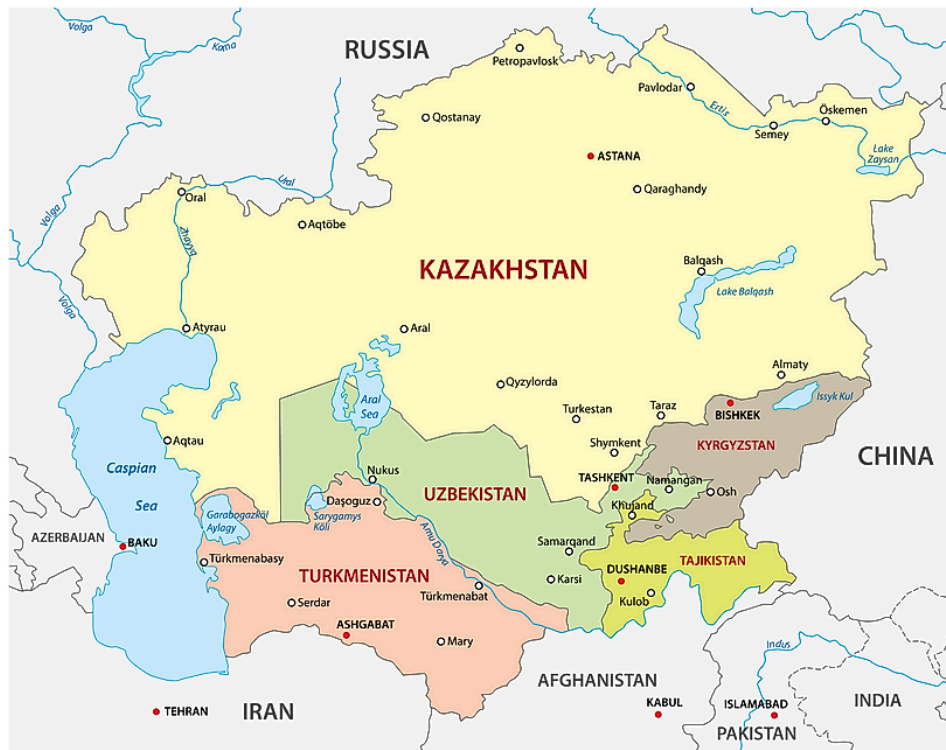 Volga
Kama
RUSSIA
Petropavlosk
Pavlodar
Ertis
Qostanay
Semey
Öskemen
ASTANA
Lake
Zaysan
Volga
Ural
Oral
Qaraghandy
Aqtöbe
Zhayyq
KAZAKHSTAN
Balqash
Lake Balqash
Volga
Atyrau
Aral
Almaty
Qyzylorda
Aral
Sea
Turkestan
Taraz
BISHKEK
Issyk Kul
Aqtau
Shymkent
KYRGYZSTAN
CHINA
Caspian
Sea
Nukus
UZBEKISTAN
TASHKENT
Namangan
Osh
Daşoguz
Khujand
Garabogazköl
Aylagy
Sarygamys
Köli
AZERBAIJAN
BAKU
Amu Darya
Samarqand
Türkmenabasy
TURKMENISTAN
DUSHANBE
TAJIKISTAN
Karsi
Türkmenabat
Kulob
Serdar
ASHGABAT
Mary
Indus
AFGHANISTAN
TEHRAN
IRAN
KABUL
ISLAMABAD
PAKISTAN
INDIA